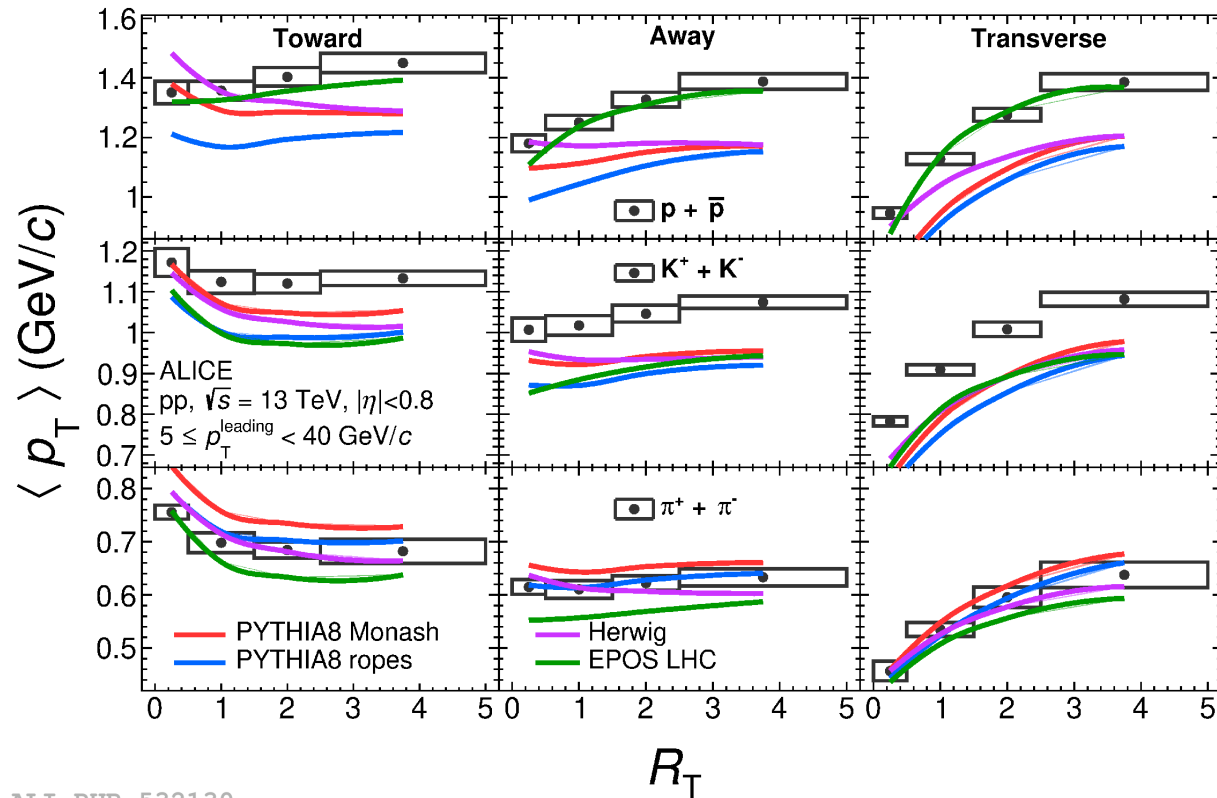 Toward
Away
Transverse
1.6
1.4
1.2
1
p + p̅
1.2
1.1
1
0.9
0.8
0.7
K⁺ + K⁻
ALICE
pp, √s = 13 TeV, |η|<0.8
5 ≤ p_T^leading < 40 GeV/c
0.8
0.7
0.6
0.5
π⁺ + π⁻
PYTHIA8 Monash
PYTHIA8 ropes
Herwig
EPOS LHC
0 1 2 3 4 5
0 1 2 3 4 5
0 1 2 3 4 5
⟨ p_T ⟩ (GeV/c)
R_T